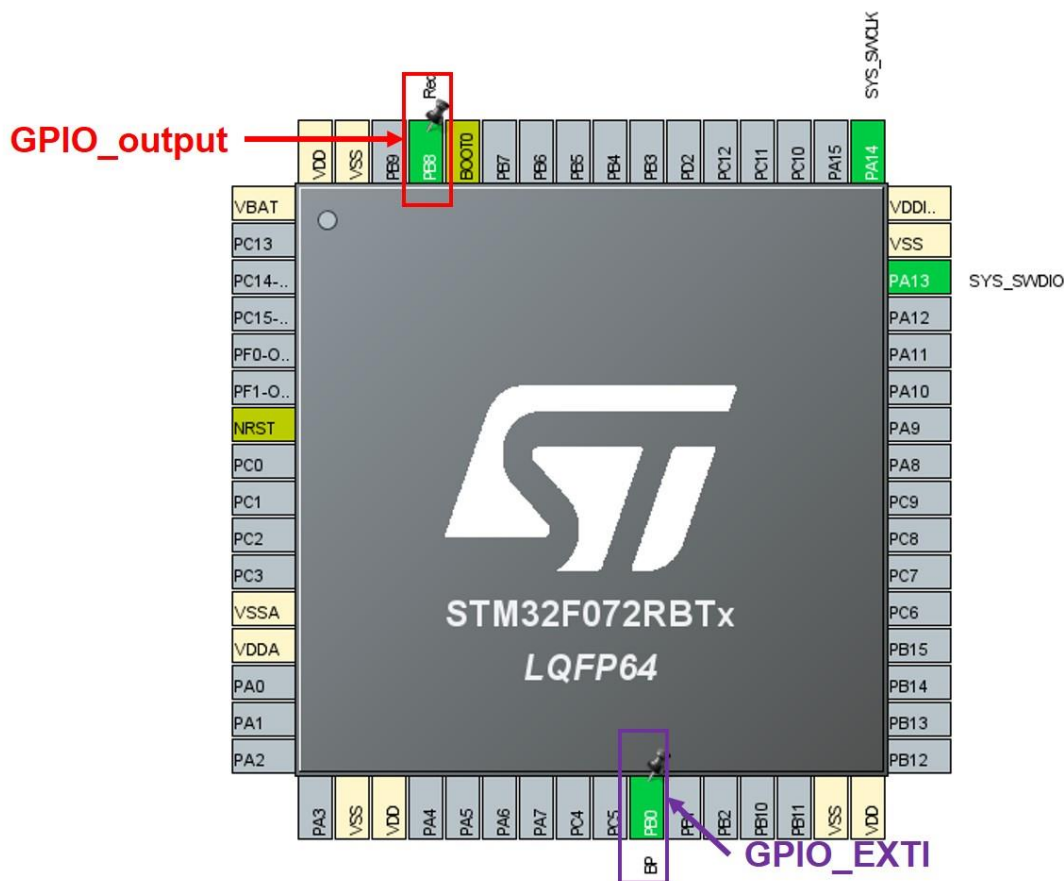 SYS_SWCLK
Red
GPIO_output
VDD
VSS
PB9
PB8
BOOT0
PB7
PB6
PB5
PB4
PB3
PD2
PC12
PC11
PC10
PA15
PA14
VBAT
PC13
PC14-..
PC15-..
PF0-O..
PF1-O..
NRST
PC0
PC1
PC2
PC3
VSSA
VDDA
PA0
PA1
PA2
VDDI..
VSS
PA13 SYS_SWDIO
PA12
PA11
PA10
PA9
PA8
PC9
PC8
PC7
PC6
PB15
PB14
PB13
PB12
ST
STM32F072RBTx
LQFP64
PA3
VSS
VDD
PA4
PA5
PA6
PA7
PC4
PC5
PB0
PB1
PB2
PB10
PB11
VSS
VDD
BP
GPIO_EXTI